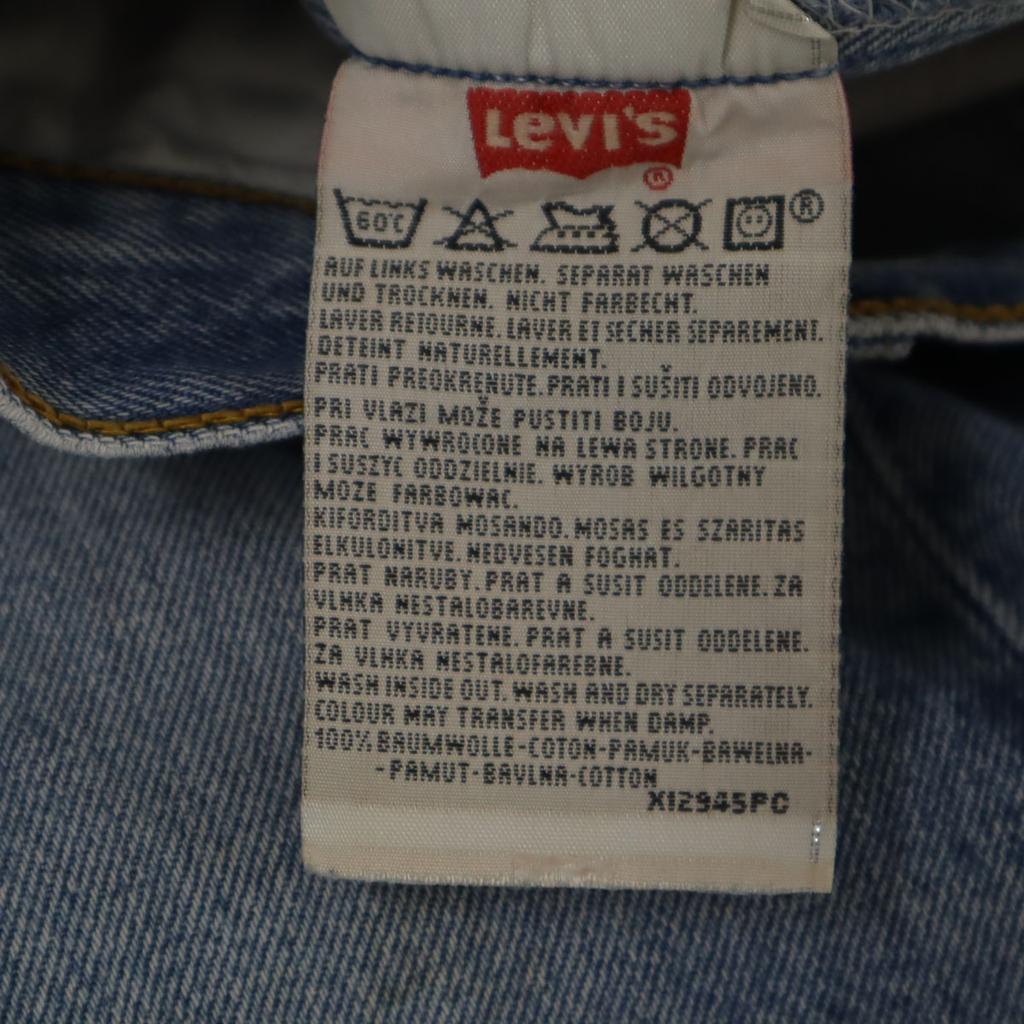 LEVI'S
®
60C
®
AUF LINKS WASCHEN. SEPARAT WASCHEN
UND TROCKNEN. NICHT FARBECHT.
LAVER RETOURNE. LAVER ET SECHER SEPAREMENT.
DETEINT NATURELLEMENT.
PRATI PREOKRENUTE. PRATI I SUŠITI ODVOJENO.
PRI VLAZI MOŽE PUSTITI BOJU.
PRAC WYWROCONE NA LEWA STRONE. PRAC
I SUSZYC ODDZIELNIE. WYROB WILGOTNY
MOZE FARBOWAC.
KIFORDITVA MOSANDO. MOSAS ES SZARITAS
ELKULONITVE. NEDVESEN FOGHAT.
PRAT NARUBY. PRAT A SUSIT ODDELENE. ZA
VLHKA NESTALOBAREVNE.
PRAT VYVRATENE. PRAT A SUSIT ODDELENE.
ZA VLHKA NESTALOFAREBNE.
WASH INSIDE OUT. WASH AND DRY SEPARATELY.
COLOUR MAY TRANSFER WHEN DAMP.
100% BAUMWOLLE-COTON-PAMUK-BAWELNA-
-PAMUT-BAVLNA-COTTON
X12945PC